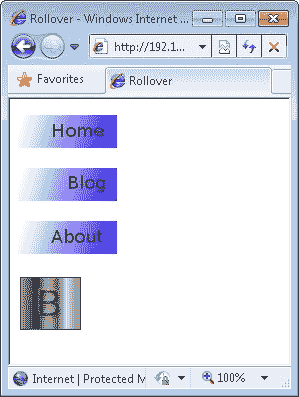 Rollover - Windows Internet ...
http://192.1...
Favorites
Rollover
Home
Blog
About
B
Internet | Protected M
100%